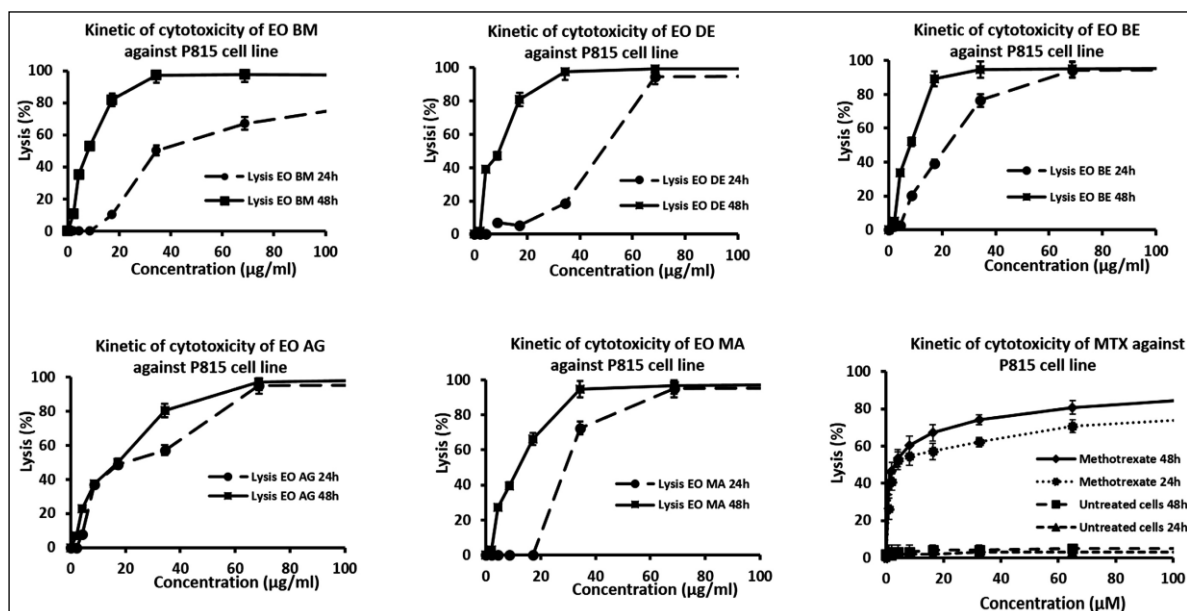 Kinetic of cytotoxicity of EO BM
against P815 cell line
Lysis (%)
100
80
60
40
20
0
Lysis EO BM 24h
Lysis EO BM 48h
0 20 40 60 80 100
Concentration (µg/ml)
Kinetic of cytotoxicity of EO DE
against P815 cell line
Lysisi (%)
100
80
60
40
20
0
Lysis EO DE 24h
Lysis EO DE 48h
0 20 40 60 80 100
Concentration (µg/ml)
Kinetic of cytotoxicity of EO BE
against P815 cell line
Lysis (%)
100
80
60
40
20
0
Lysis EO BE 24h
Lysis EO BE 48h
0 20 40 60 80 100
Concentration (µg/ml)
Kinetic of cytotoxicity of EO AG
against P815 cell line
Lysis (%)
100
80
60
40
20
0
Lysis EO AG 24h
Lysis EO AG 48h
0 20 40 60 80 100
Concentration (µg/ml)
Kinetic of cytotoxicity of EO MA
against P815 cell line
Lysis (%)
100
80
60
40
20
0
Lysis EO MA 24h
Lysis EO MA 48h
0 20 40 60 80 100
Concentration (µg/ml)
Kinetic of cytotoxicity of MTX against
P815 cell line
Lysis (%)
100
80
60
40
20
0
Methotrexate 48h
Methotrexate 24h
Untreated cells 48h
Untreated cells 24h
0 20 40 60 80 100
Concentration (µM)